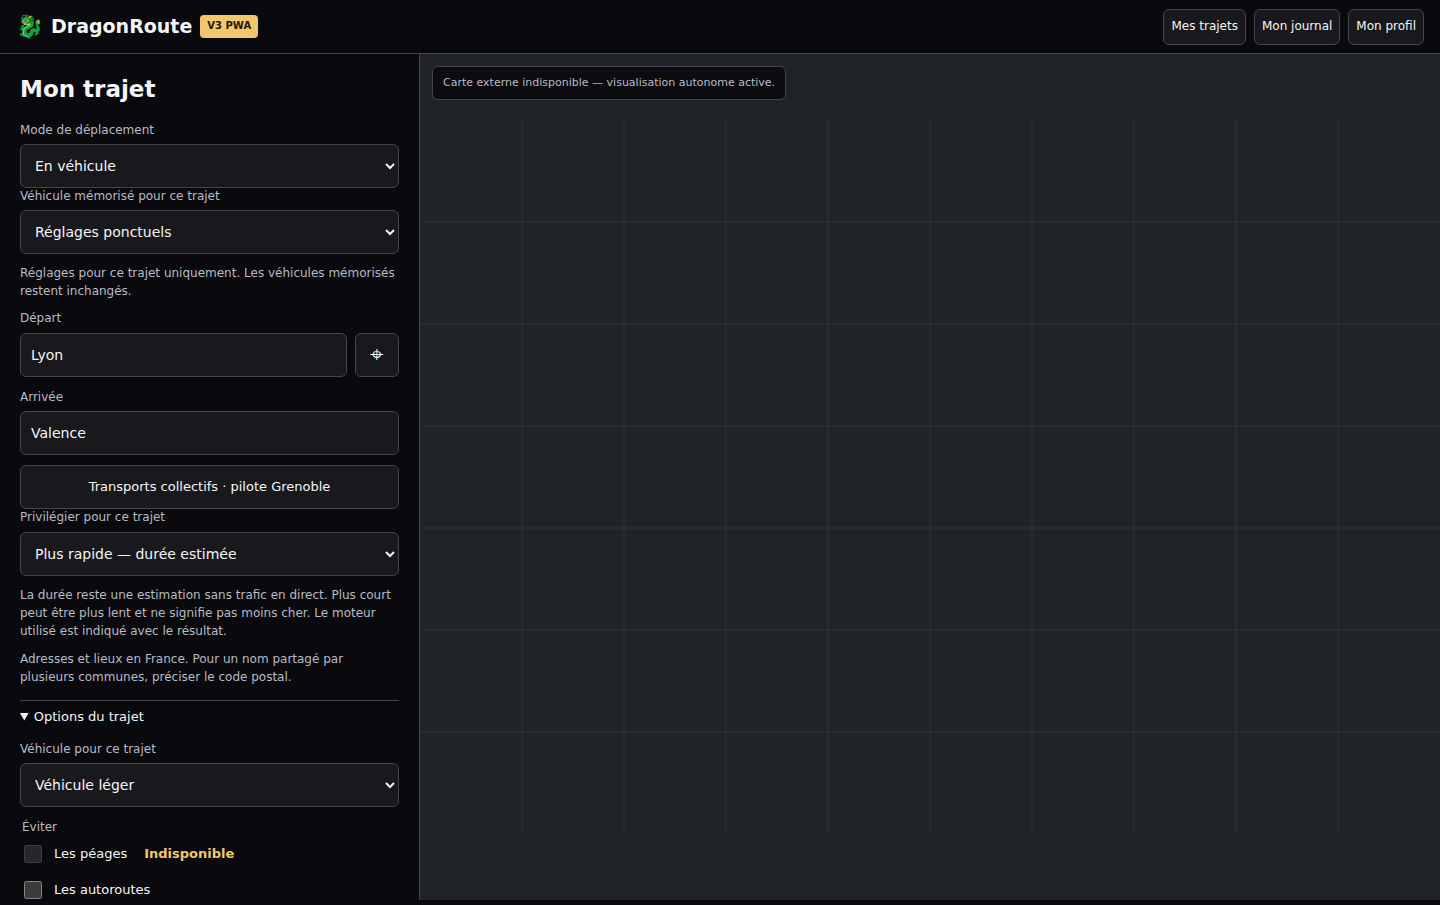 DragonRoute V3 PWA
Mes trajets Mon journal Mon profil
Mon trajet
Mode de déplacement
En véhicule
Véhicule mémorisé pour ce trajet
Réglages ponctuels
Réglages pour ce trajet uniquement. Les véhicules mémorisés
restent inchangés.
Départ
Lyon
Arrivée
Valence
Transports collectifs · pilote Grenoble
Privilégier pour ce trajet
Plus rapide — durée estimée
La durée reste une estimation sans trafic en direct. Plus court
peut être plus lent et ne signifie pas moins cher. Le moteur
utilisé est indiqué avec le résultat.
Adresses et lieux en France. Pour un nom partagé par
plusieurs communes, préciser le code postal.
Options du trajet
Véhicule pour ce trajet
Véhicule léger
Éviter
Les péages Indisponible
Les autoroutes
Carte externe indisponible — visualisation autonome active.